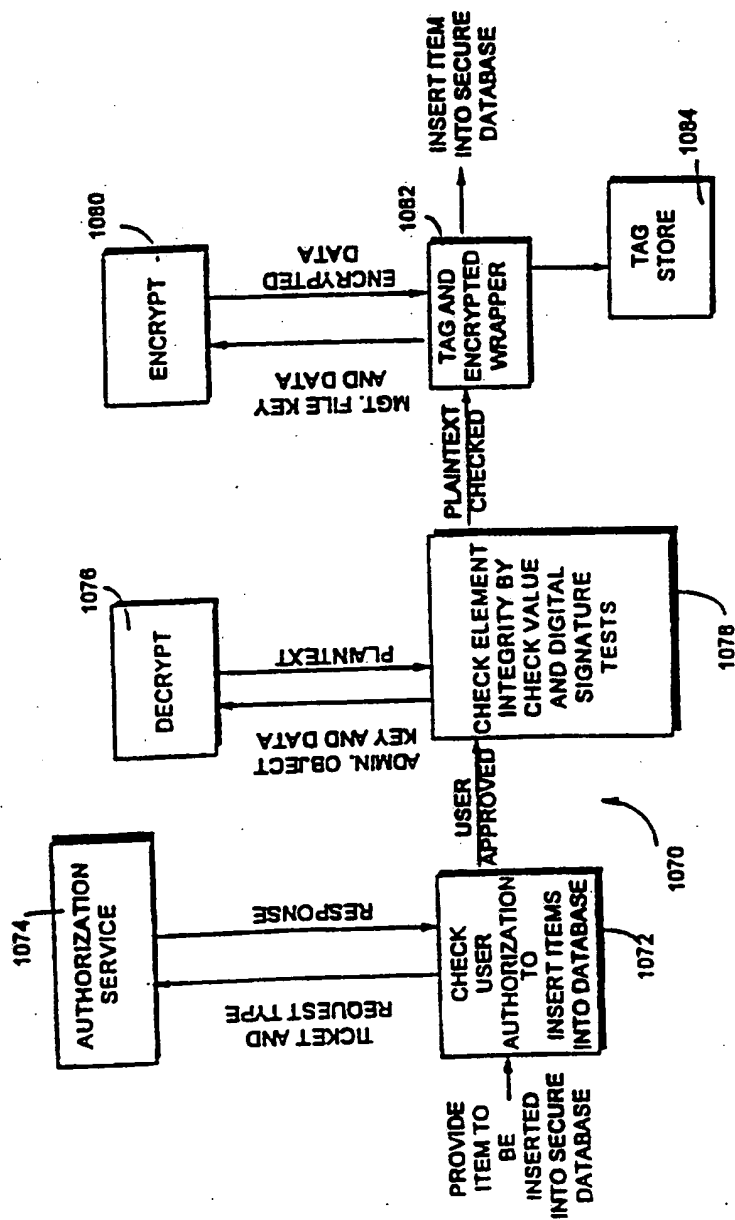 PROVIDE
ITEM TO
BE
INSERTED
INTO SECURE
DATABASE
1074
AUTHORIZATION
SERVICE
TICKET AND
REQUEST TYPE
RESPONSE
CHECK
USER
AUTHORIZATION
TO
INSERT ITEMS
INTO DATABASE
1072
1070
USER
APPROVED
1076
DECRYPT
ADMIN. OBJECT
KEY AND DATA
PLAINTEXT
CHECK ELEMENT
INTEGRITY BY
CHECK VALUE
AND DIGITAL
SIGNATURE
TESTS
1078
PLAINTEXT
CHECKED
1080
ENCRYPT
MGT. FILE KEY
AND DATA
ENCRYPTED
DATA
1082
TAG AND
ENCRYPTED
WRAPPER
INSERT ITEM
INTO SECURE
DATABASE
TAG
STORE
1084